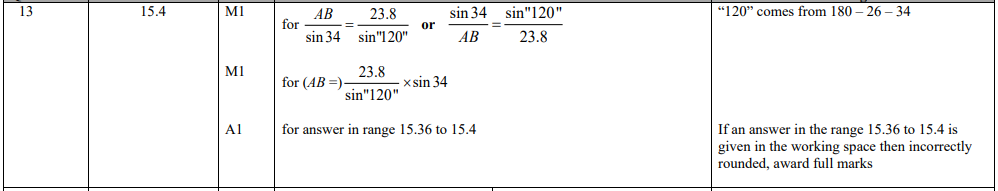 13 15.4 M1 for AB/sin 34 = 23.8/sin"120" or sin 34/AB = sin"120"/23.8 “120” comes from 180 – 26 – 34
M1 for (AB =) 23.8/sin"120" × sin 34
A1 for answer in range 15.36 to 15.4 If an answer in the range 15.36 to 15.4 is
given in the working space then incorrectly
rounded, award full marks